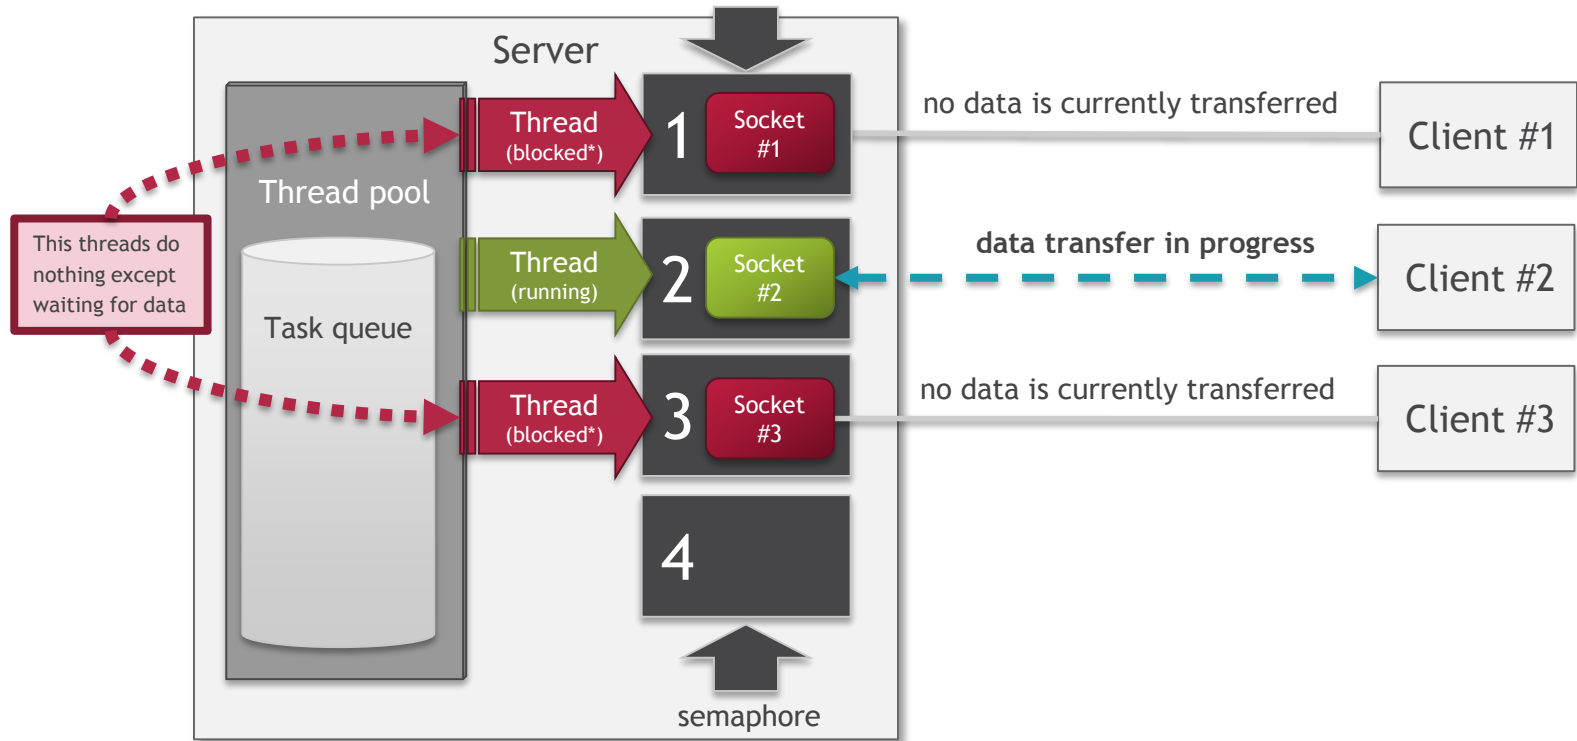 Server
Thread pool
Task queue
This threads do
nothing except
waiting for data
Thread
(blocked*)
1
Socket
#1
no data is currently transferred
Client #1
Thread
(running)
2
Socket
#2
data transfer in progress
Client #2
Thread
(blocked*)
3
Socket
#3
no data is currently transferred
Client #3
4
semaphore